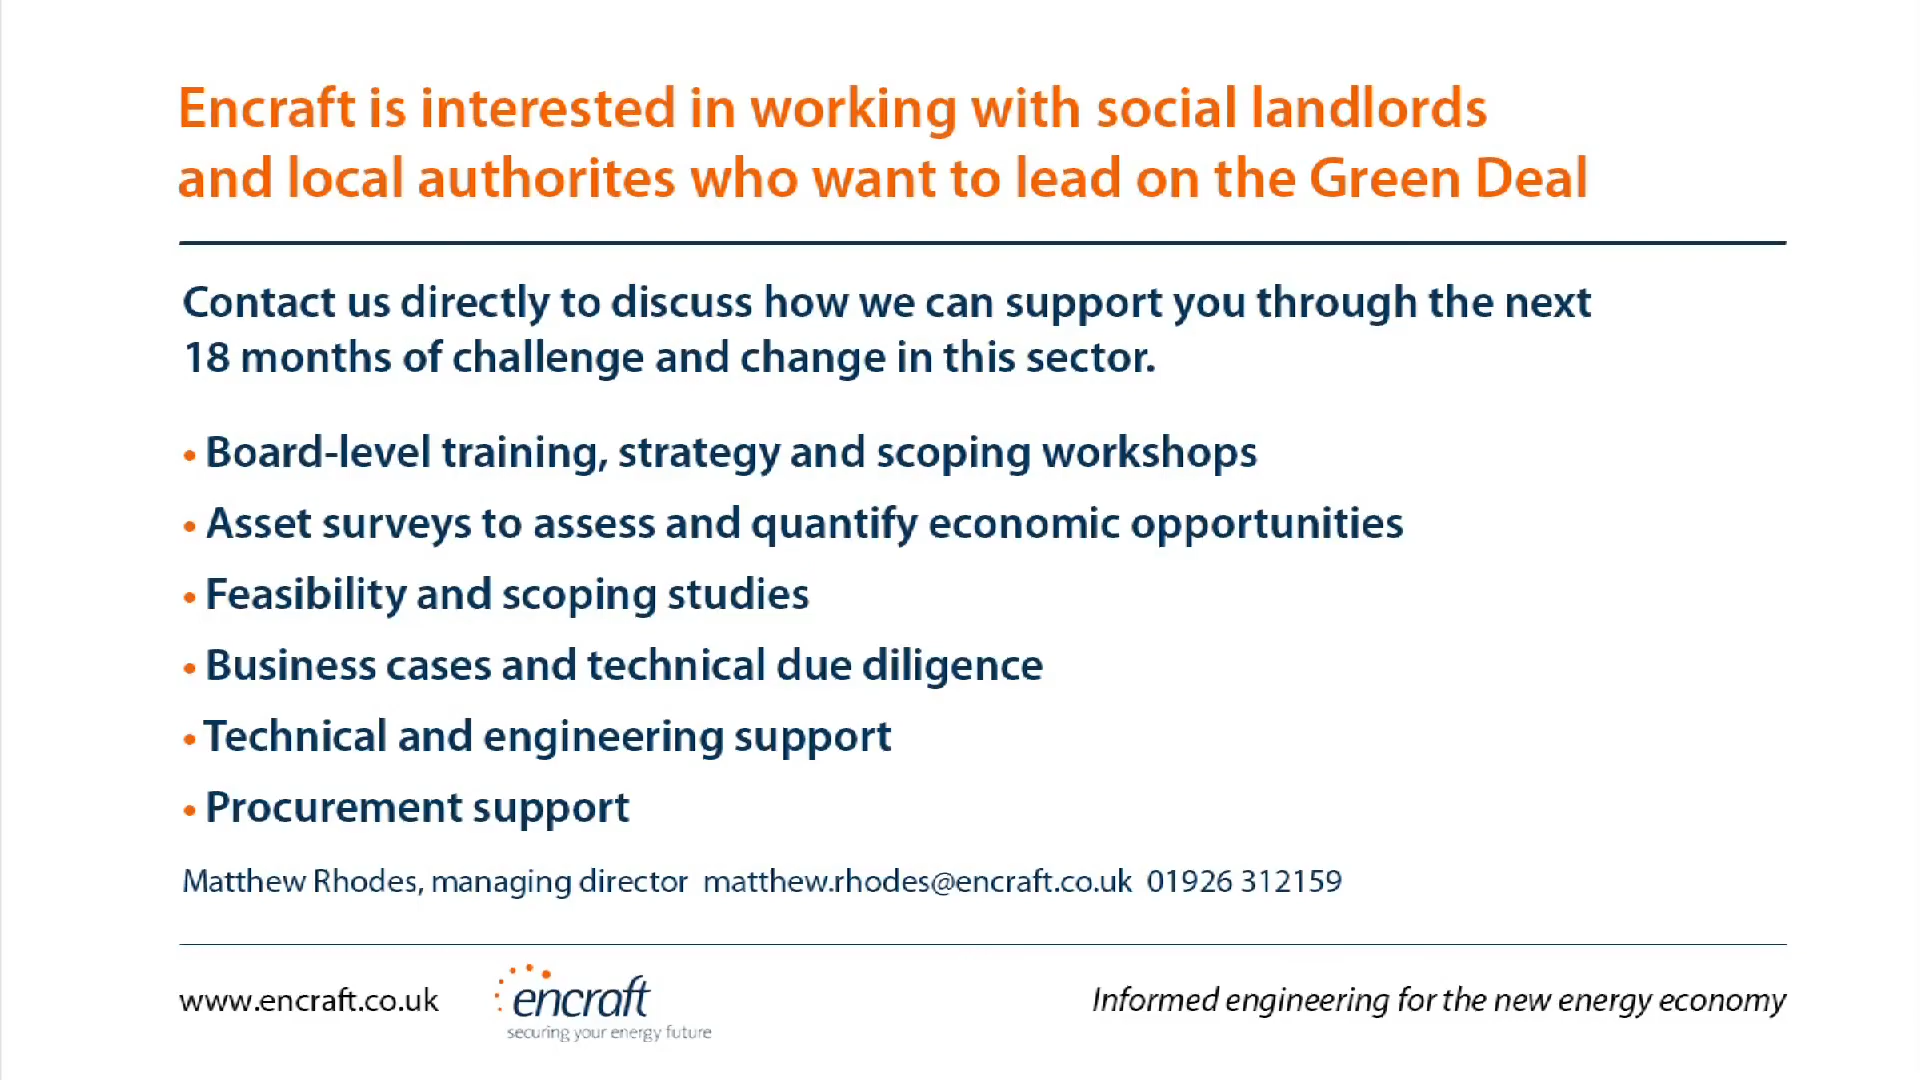 Encraft is interested in working with social landlords
and local authorites who want to lead on the Green Deal
Contact us directly to discuss how we can support you through the next
18 months of challenge and change in this sector.
• Board-level training, strategy and scoping workshops
• Asset surveys to assess and quantify economic opportunities
• Feasibility and scoping studies
• Business cases and technical due diligence
• Technical and engineering support
• Procurement support
Matthew Rhodes, managing director matthew.rhodes@encraft.co.uk 01926 312159
www.encraft.co.uk
encraft
securing your energy future
Informed engineering for the new energy economy